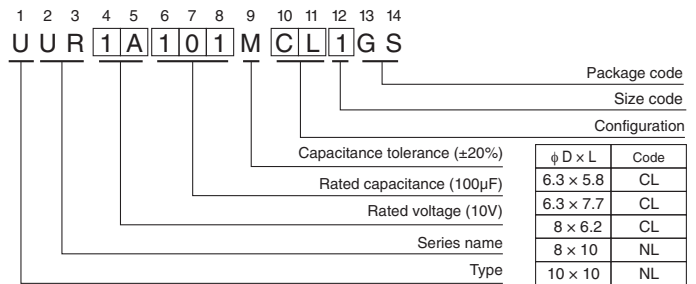 1 2 3 4 5 6 7 8 9 10 11 12 13 14
U U R 1 A 1 0 1 M C L 1 G S
Package code
Size code
Configuration
Capacitance tolerance (±20%)
Rated capacitance (100µF)
Rated voltage (10V)
Series name
Type
ϕ D × L Code
6.3 × 5.8 CL
6.3 × 7.7 CL
8 × 6.2 CL
8 × 10 NL
10 × 10 NL